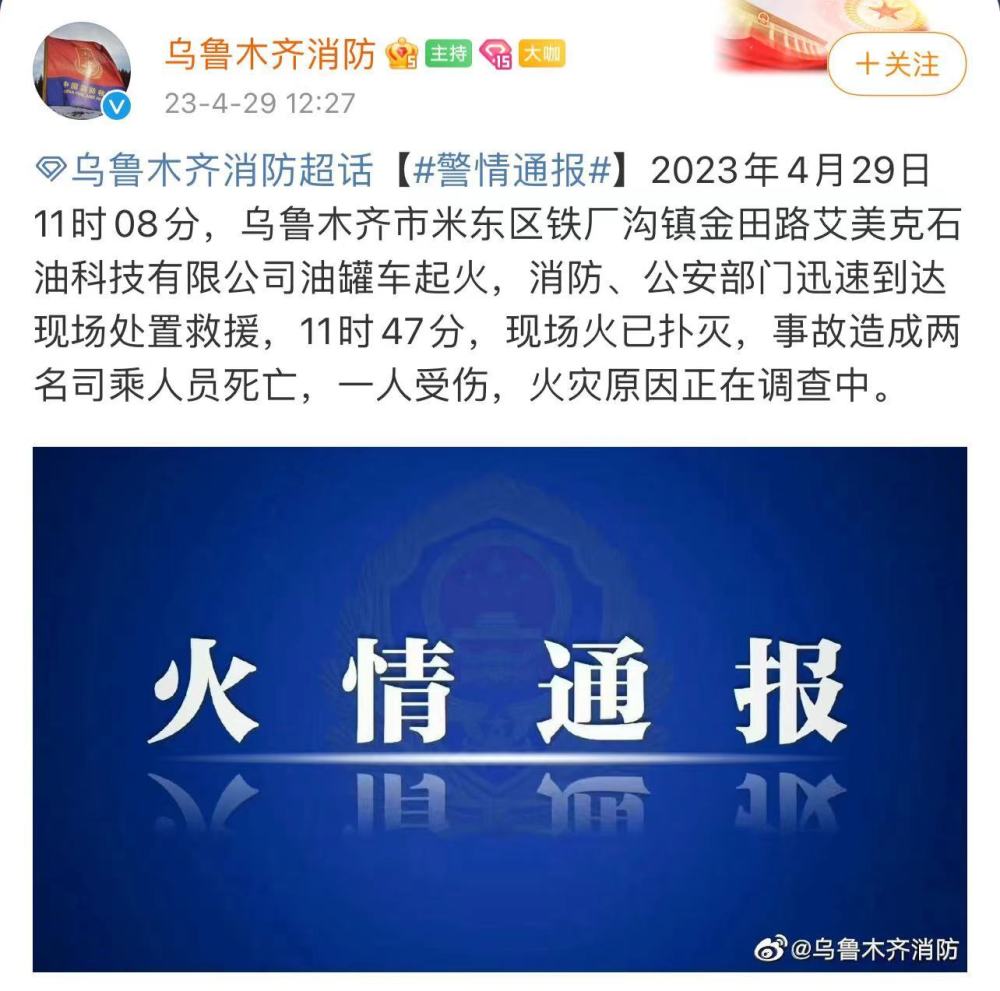 乌鲁木齐消防 5 主持 15 大咖
+关注
23-4-29 12:27
乌鲁木齐消防超话【#警情通报#】2023年4月29日
11时08分，乌鲁木齐市米东区铁厂沟镇金田路艾美克石
油科技有限公司油罐车起火，消防、公安部门迅速到达
现场处置救援，11时47分，现场火已扑灭，事故造成两
名司乘人员死亡，一人受伤，火灾原因正在调查中。
火情通报
@乌鲁木齐消防